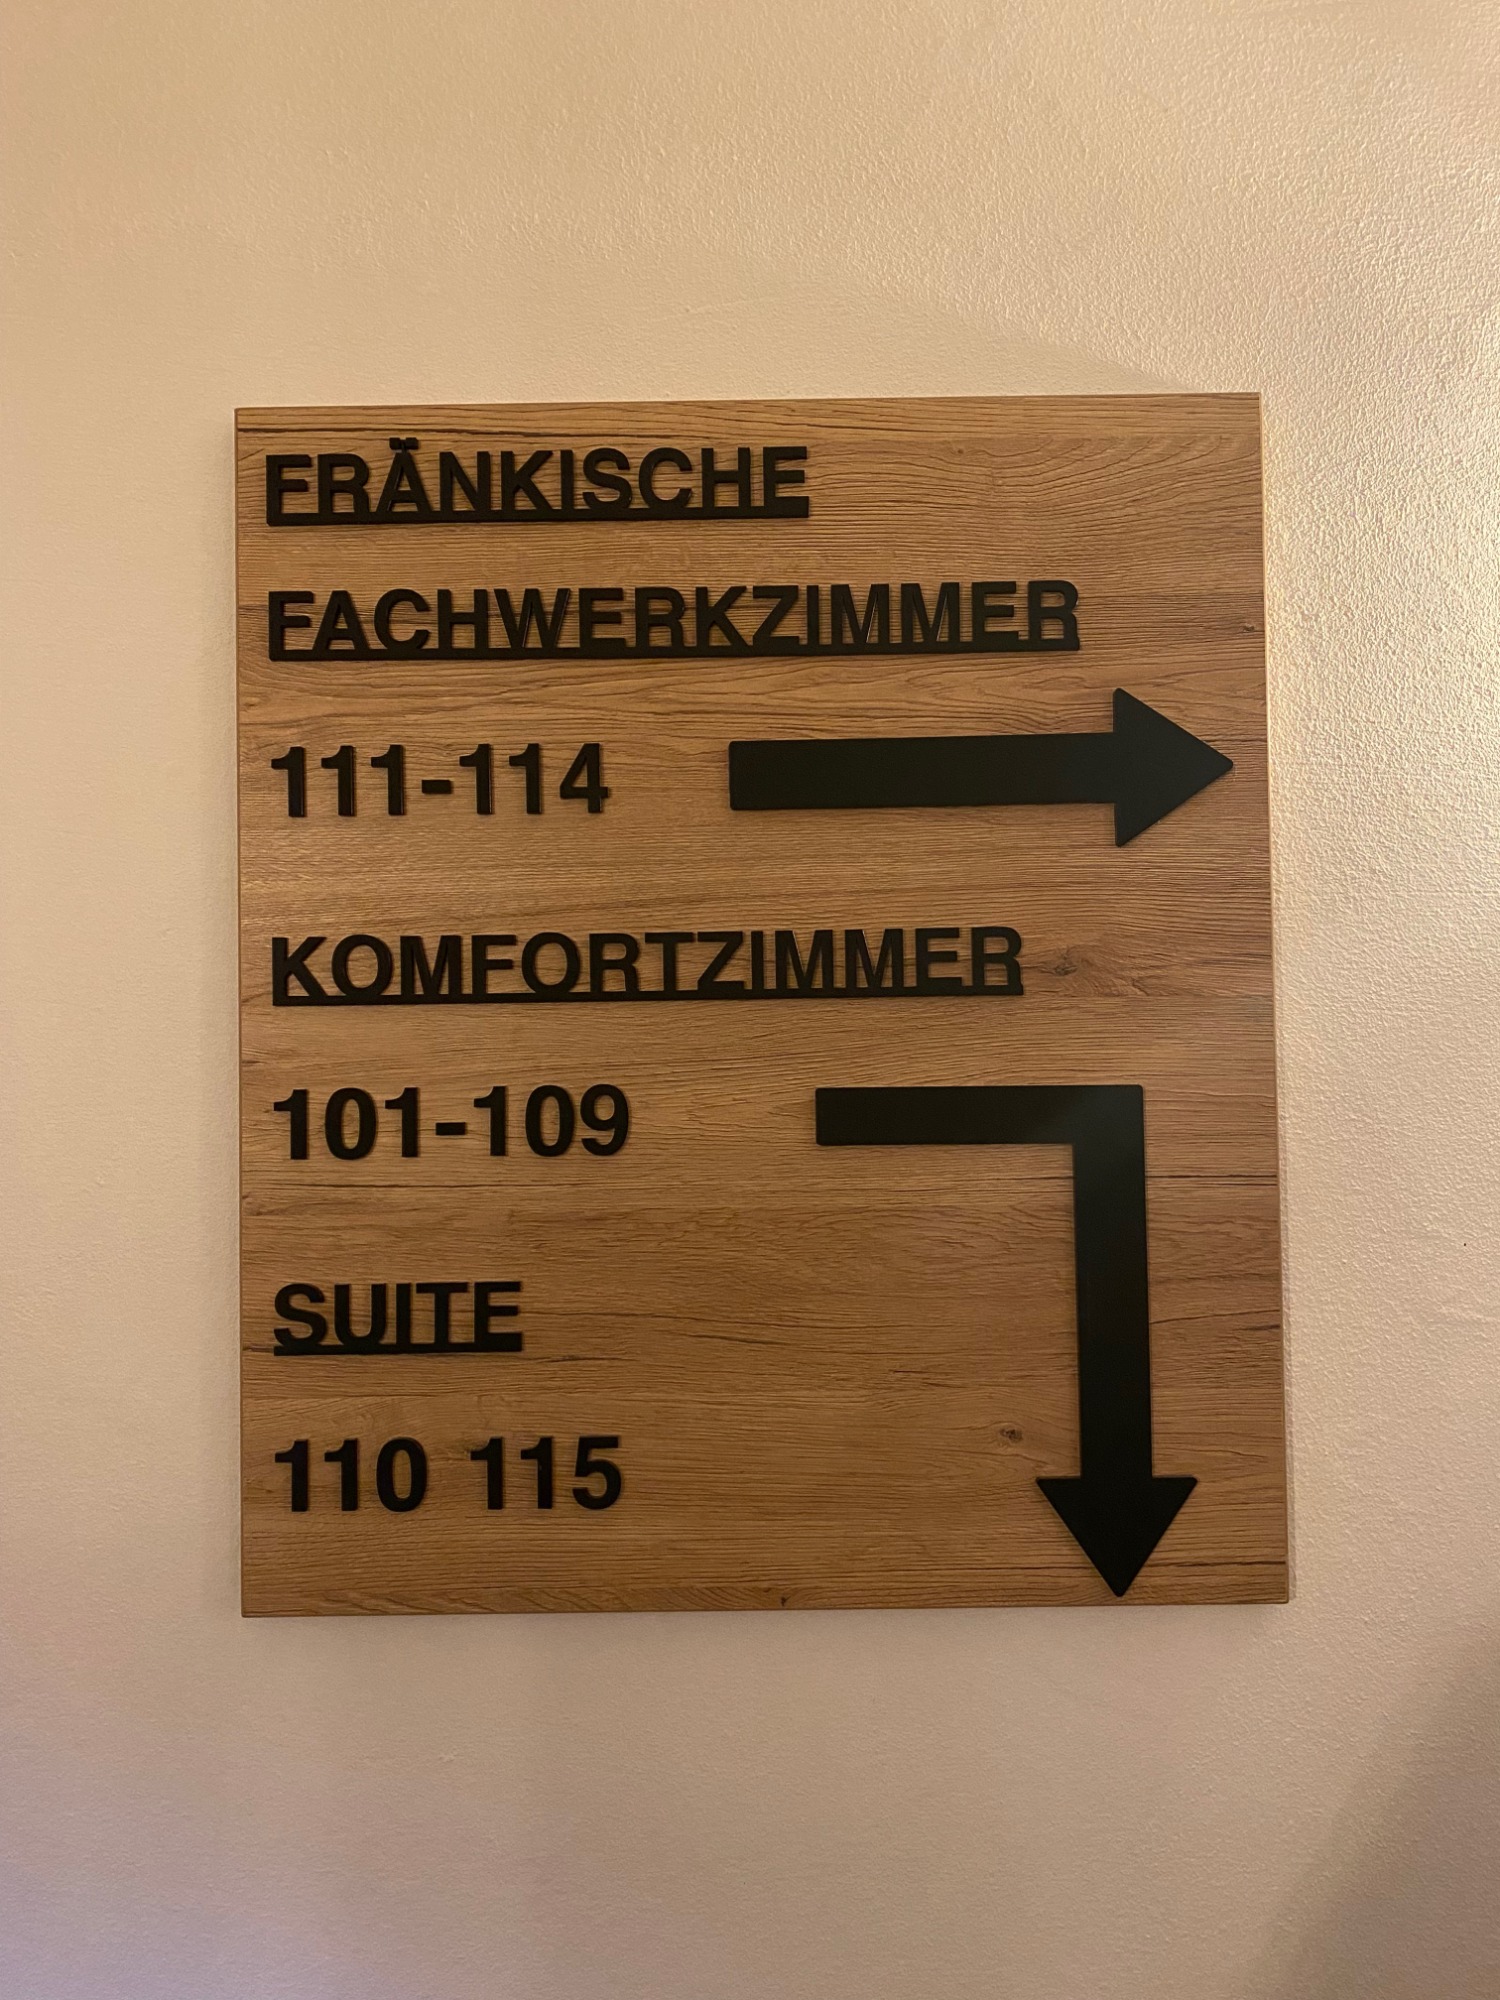 FRÄNKISCHE
FACHWERKZIMMER
111-114
KOMFORTZIMMER
101-109
SUITE
110 115